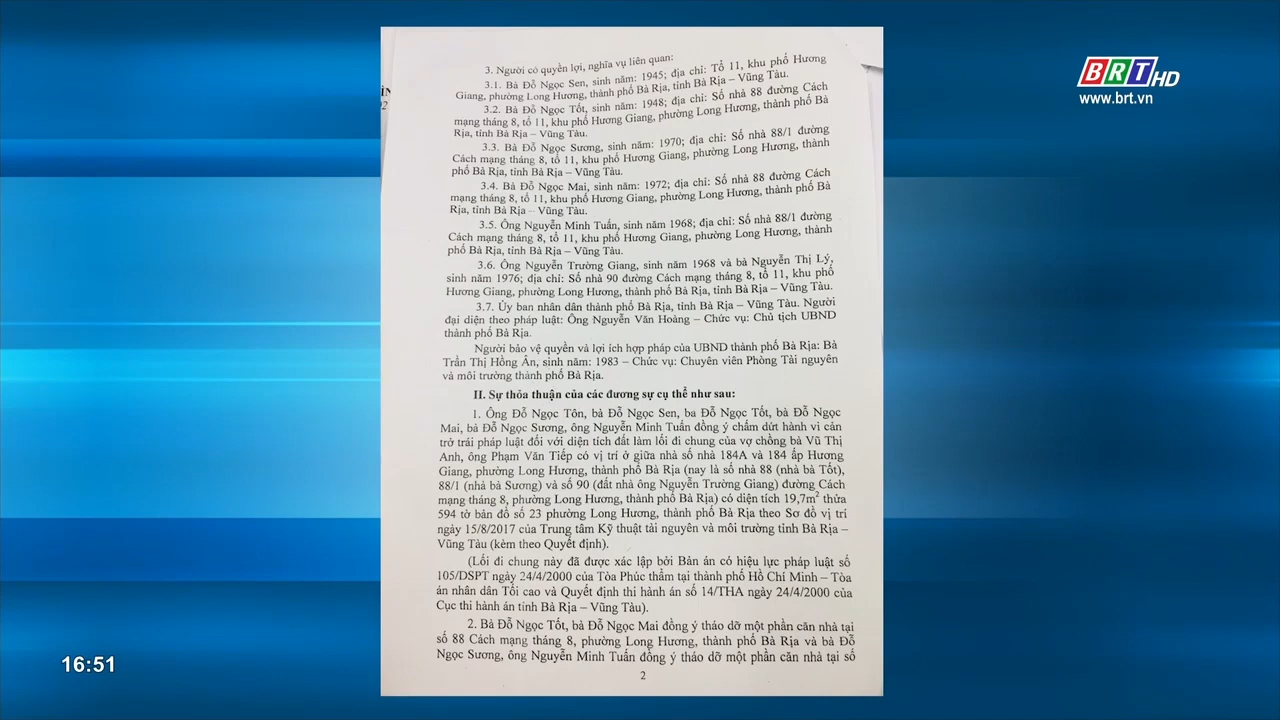 BRT HD
www.brt.vn
3. Người có quyền lợi, nghĩa vụ liên quan:
3.1. Bà Đỗ Ngọc Sen, sinh năm: 1945; địa chỉ: Tổ 11, khu phố Hương
Giang, phường Long Hương, thành phố Bà Rịa, tỉnh Bà Rịa – Vũng Tàu.
3.2. Bà Đỗ Ngọc Tốt, sinh năm: 1948; địa chỉ: Số nhà 88 đường Cách
mạng tháng 8, tổ 11, khu phố Hương Giang, phường Long Hương, thành phố Bà
Rịa, tỉnh Bà Rịa – Vũng Tàu.
3.3. Bà Đỗ Ngọc Sương, sinh năm: 1970; địa chỉ: Số nhà 88/1 đường
Cách mạng tháng 8, tổ 11, khu phố Hương Giang, phường Long Hương, thành
phố Bà Rịa, tỉnh Bà Rịa – Vũng Tàu.
3.4. Bà Đỗ Ngọc Mai, sinh năm: 1972; địa chỉ: Số nhà 88 đường Cách
mạng tháng 8, tổ 11, khu phố Hương Giang, phường Long Hương, thành phố Bà
Rịa, tỉnh Bà Rịa – Vũng Tàu.
3.5. Ông Nguyễn Minh Tuấn, sinh năm 1968; địa chỉ: Số nhà 88/1 đường
Cách mạng tháng 8, tổ 11, khu phố Hương Giang, phường Long Hương, thành
phố Bà Rịa, tỉnh Bà Rịa – Vũng Tàu.
3.6. Ông Nguyễn Trường Giang, sinh năm 1968 và bà Nguyễn Thị Lý,
sinh năm 1976; địa chỉ: Số nhà 90 đường Cách mạng tháng 8, tổ 11, khu phố
Hương Giang, phường Long Hương, thành phố Bà Rịa, tỉnh Bà Rịa – Vũng Tàu.
3.7. Ủy ban nhân dân thành phố Bà Rịa, tỉnh Bà Rịa – Vũng Tàu. Người
đại diện theo pháp luật: Ông Nguyễn Văn Hoàng – Chức vụ: Chủ tịch UBND
thành phố Bà Rịa.
Người bảo vệ quyền và lợi ích hợp pháp của UBND thành phố Bà Rịa: Bà
Trần Thị Hồng Ân, sinh năm: 1983 – Chức vụ: Chuyên viên Phòng Tài nguyên
và môi trường thành phố Bà Rịa.
II. Sự thỏa thuận của các đương sự cụ thể như sau:
1. Ông Đỗ Ngọc Tôn, bà Đỗ Ngọc Sen, ba Đỗ Ngọc Tốt, bà Đỗ Ngọc
Mai, bà Đỗ Ngọc Sương, ông Nguyễn Minh Tuấn đồng ý chấm dứt hành vi cản
trở trái pháp luật đối với diện tích đất làm lối đi chung của vợ chồng bà Vũ Thị
Anh, ông Phạm Văn Tiếp có vị trí ở giữa nhà số nhà 184A và 184 ấp Hương
Giang, phường Long Hương, thành phố Bà Rịa (nay là số nhà 88 (nhà bà Tốt),
88/1 (nhà bà Sương) và số 90 (đất nhà ông Nguyễn Trường Giang) đường Cách
mạng tháng 8, phường Long Hương, thành phố Bà Rịa) có diện tích 19,7m² thửa
594 tờ bản đồ số 23 phường Long Hương, thành phố Bà Rịa theo Sơ đồ vị trí
ngày 15/8/2017 của Trung tâm Kỹ thuật tài nguyên và môi trường tỉnh Bà Rịa –
Vũng Tàu (kèm theo Quyết định).
(Lối đi chung này đã được xác lập bởi Bản án có hiệu lực pháp luật số
105/DSPT ngày 24/4/2000 của Tòa Phúc thẩm tại thành phố Hồ Chí Minh – Tòa
án nhân dân Tối cao và Quyết định thi hành án số 14/THA ngày 24/4/2000 của
Cục thi hành án tỉnh Bà Rịa – Vũng Tàu).
2. Bà Đỗ Ngọc Tốt, bà Đỗ Ngọc Mai đồng ý tháo dỡ một phần căn nhà tại
số 88 Cách mạng tháng 8, phường Long Hương, thành phố Bà Rịa và bà Đỗ
Ngọc Sương, ông Nguyễn Minh Tuấn đồng ý tháo dỡ một phần căn nhà tại số
2
16:51